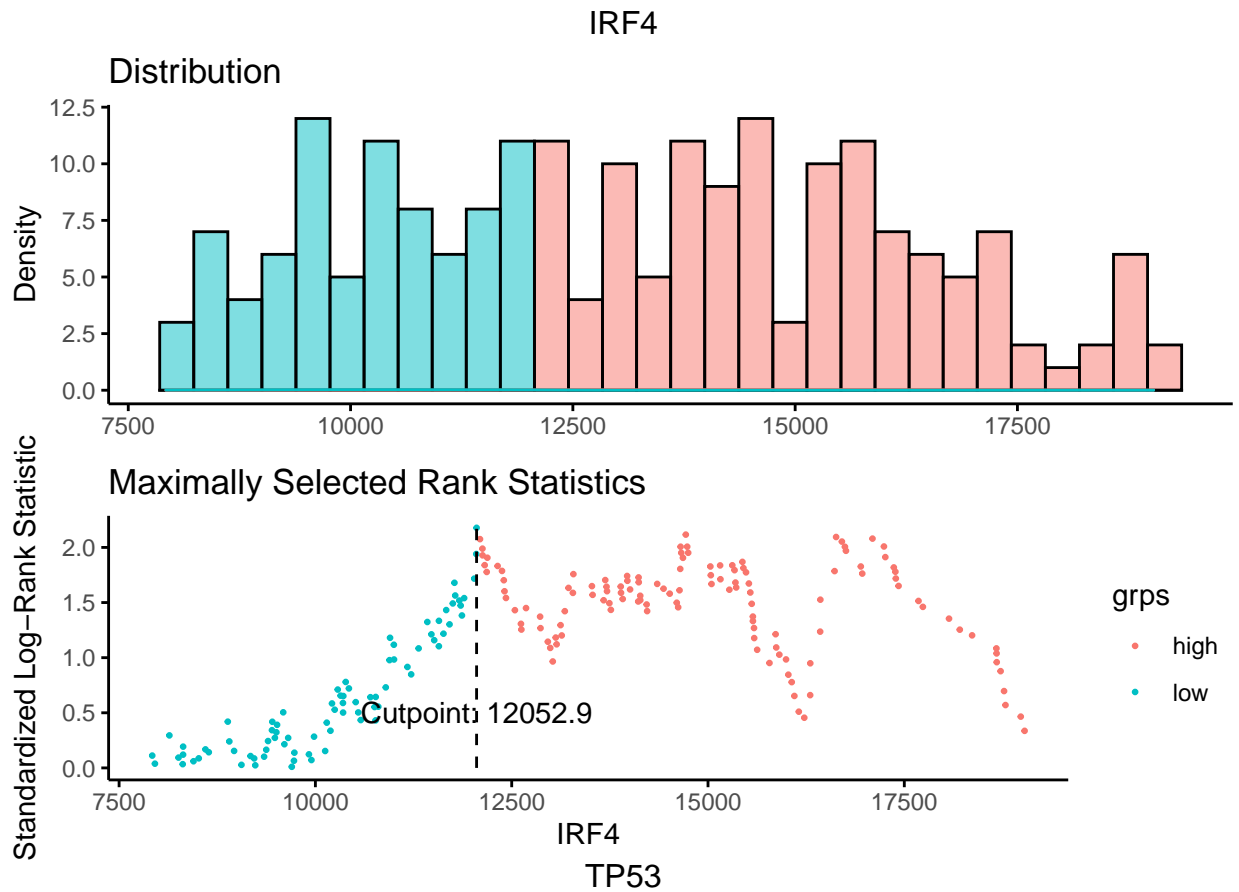 IRF4
Distribution
Density
12.5
10.0
7.5
5.0
2.5
0.0
7500 10000 12500 15000 17500
Maximally Selected Rank Statistics
Standardized Log−Rank Statistic
2.0
1.5
1.0
0.5
0.0
Cutpoint: 12052.9
7500 10000 12500 15000 17500
IRF4
grps
high
low
TP53